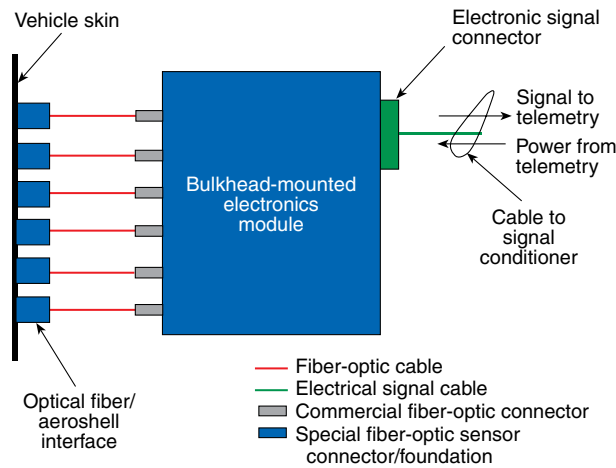 Vehicle skin
Electronic signal
connector
Signal to
telemetry
Power from
telemetry
Bulkhead-mounted
electronics
module
Cable to
signal
conditioner
Optical fiber/
aeroshell
interface
Fiber-optic cable
Electrical signal cable
Commercial fiber-optic connector
Special fiber-optic sensor
connector/foundation